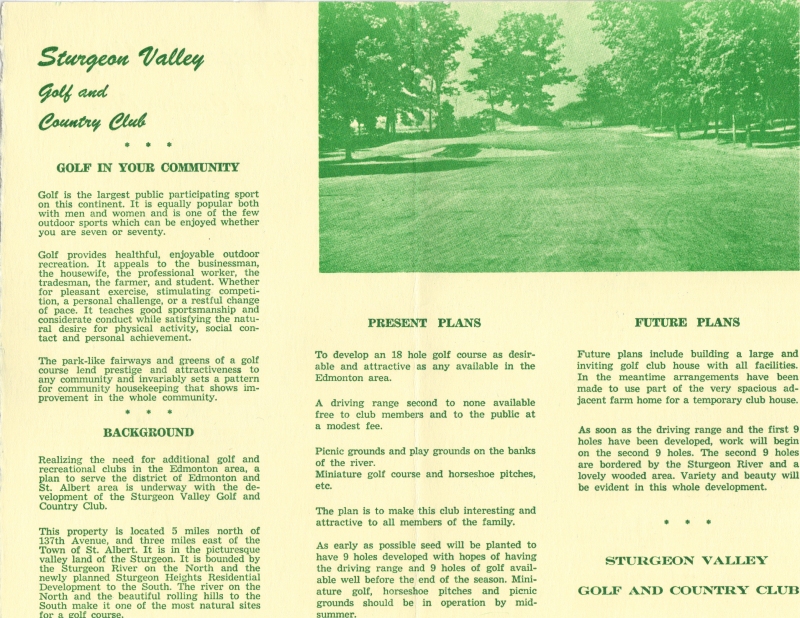 Sturgeon Valley
Golf and
Country Club
* * *
GOLF IN YOUR COMMUNITY
Golf is the largest public participating sport
on this continent. It is equally popular both
with men and women and is one of the few
outdoor sports which can be enjoyed whether
you are seven or seventy.
Golf provides healthful, enjoyable outdoor
recreation. It appeals to the businessman,
the housewife, the professional worker, the
tradesman, the farmer, and student. Whether
for pleasant exercise, stimulating competi-
tion, a personal challenge, or a restful change
of pace. It teaches good sportsmanship and
considerate conduct while satisfying the natu-
ral desire for physical activity, social con-
tact and personal achievement.
The park-like fairways and greens of a golf
course lend prestige and attractiveness to
any community and invariably sets a pattern
for community housekeeping that shows im-
provement in the whole community.
* * *
BACKGROUND
Realizing the need for additional golf and
recreational clubs in the Edmonton area, a
plan to serve the district of Edmonton and
St. Albert area is underway with the de-
velopment of the Sturgeon Valley Golf and
Country Club.
This property is located 5 miles north of
137th Avenue, and three miles east of the
Town of St. Albert. It is in the picturesque
valley land of the Sturgeon. It is bounded by
the Sturgeon River on the North and the
newly planned Sturgeon Heights Residential
Development to the South. The river on the
North and the beautiful rolling hills to the
South make it one of the most natural sites
for a golf course.
PRESENT PLANS
To develop an 18 hole golf course as desir-
able and attractive as any available in the
Edmonton area.
A driving range second to none available
free to club members and to the public at
a modest fee.
Picnic grounds and play grounds on the banks
of the river.
Miniature golf course and horseshoe pitches,
etc.
The plan is to make this club interesting and
attractive to all members of the family.
As early as possible seed will be planted to
have 9 holes developed with hopes of having
the driving range and 9 holes of golf avail-
able well before the end of the season. Mini-
ature golf, horseshoe pitches and picnic
grounds should be in operation by mid-
summer.
FUTURE PLANS
Future plans include building a large and
inviting golf club house with all facilities.
In the meantime arrangements have been
made to use part of the very spacious ad-
jacent farm home for a temporary club house.
As soon as the driving range and the first 9
holes have been developed, work will begin
on the second 9 holes. The second 9 holes
are bordered by the Sturgeon River and a
lovely wooded area. Variety and beauty will
be evident in this whole development.
* * *
STURGEON VALLEY
GOLF AND COUNTRY CLUB